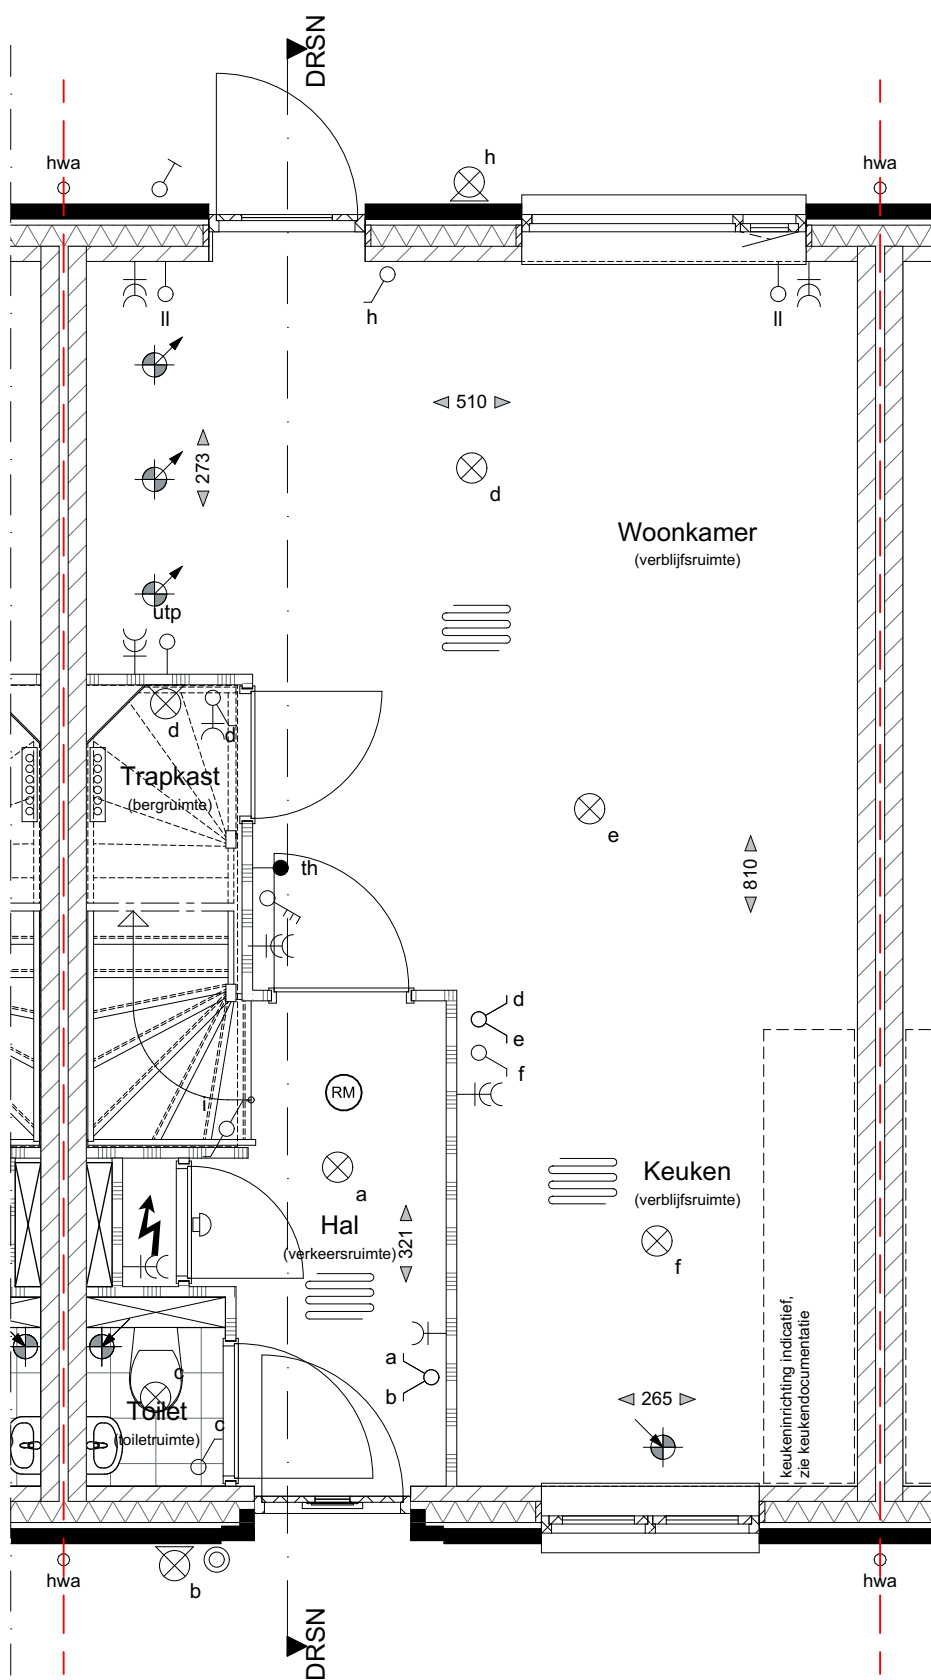 DRSN
hwa
h
hwa
ll
h
ll
510
273
d
Woonkamer
(verblijfsruimte)
utp
d
d
Trapkast
(bergruimte)
e
th
810
d
e
f
RM
l
a
Keuken
(verblijfsruimte)
Hal
(verkeersruimte)
321
f
keukeninrichting indicatief,
zie keukendocumentatie
a
b
c
265
Toilet
(toiletruimte)
c
hwa
b
hwa
DRSN